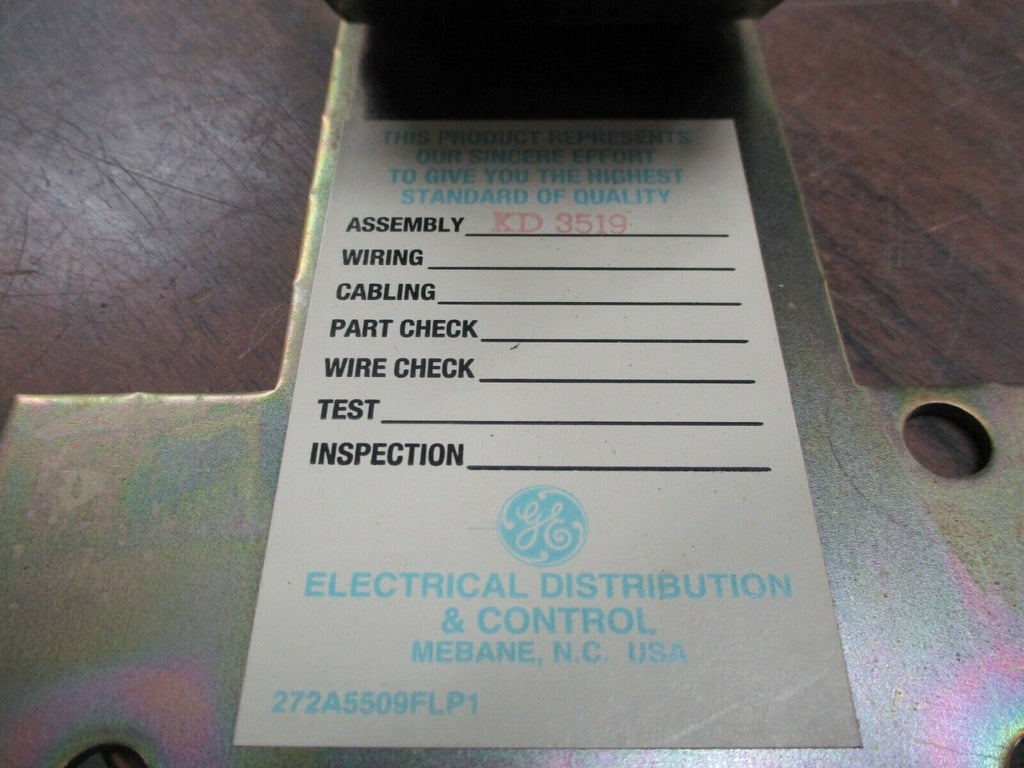 THIS PRODUCT REPRESENTS
OUR SINCERE EFFORT
TO GIVE YOU THE HIGHEST
STANDARD OF QUALITY
ASSEMBLY KD 3519
WIRING
CABLING
PART CHECK
WIRE CHECK
TEST
INSPECTION
GE
ELECTRICAL DISTRIBUTION
& CONTROL
MEBANE, N.C. USA
272A5509FLP1